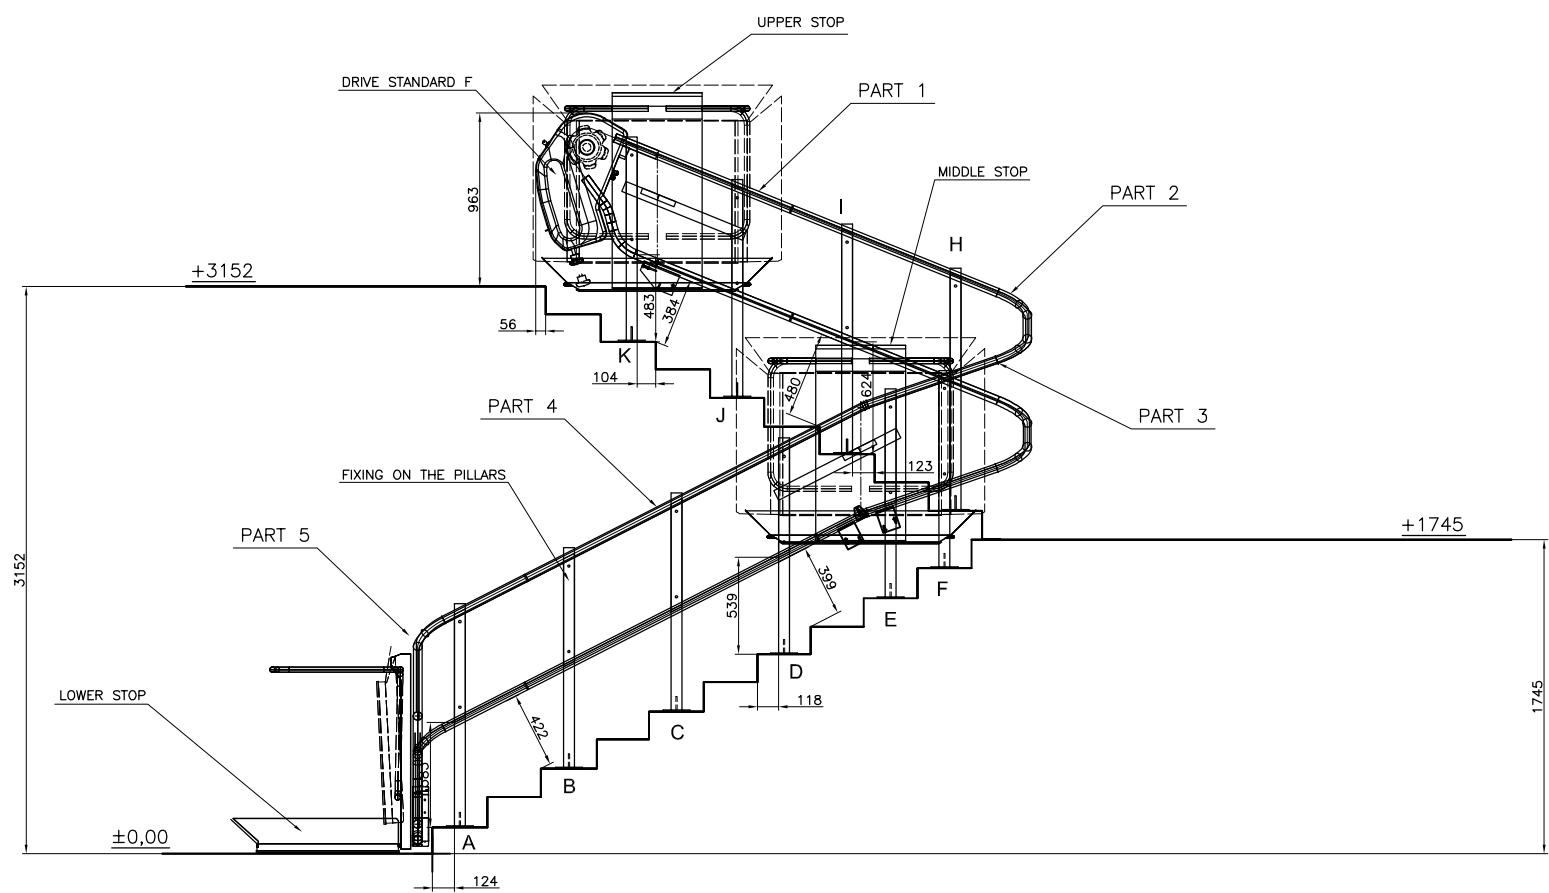 UPPER STOP
DRIVE STANDARD F
PART 1
963
MIDDLE STOP
PART 2
I
H
+3152
483
384
56
K
104
480
624
J
PART 4
PART 3
123
FIXING ON THE PILLARS
+1745
PART 5
3152
399
539
F
E
D
118
LOWER STOP
422
C
1745
B
±0,00
A
124